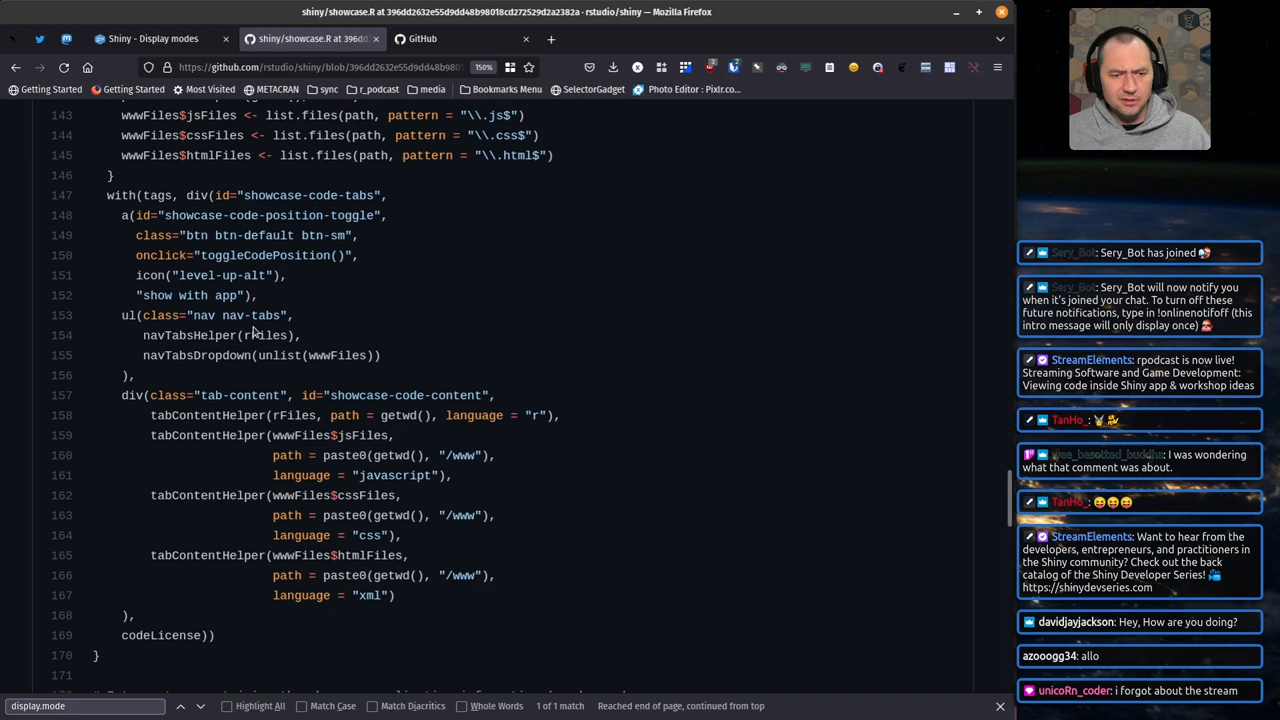 shiny/showcase.R at 396dd2632e55d9dd48b98018cd272529d2a2382a · rstudio/shiny — Mozilla Firefox
Shiny - Display modes
shiny/showcase.R at 396dd
GitHub
https://github.com/rstudio/shiny/blob/396dd2632e55d9dd48b9801
150%
Getting Started
Getting Started
Most Visited
METACRAN
sync
r_podcast
media
Bookmarks Menu
SelectorGadget
Photo Editor : Pixlr.co...
143 wwwFiles$jsFiles <- list.files(path, pattern = "\\.js$")
144 wwwFiles$cssFiles <- list.files(path, pattern = "\\.css$")
145 wwwFiles$htmlFiles <- list.files(path, pattern = "\\.html$")
146 }
147 with(tags, div(id="showcase-code-tabs",
148 a(id="showcase-code-position-toggle",
149 class="btn btn-default btn-sm",
150 onclick="toggleCodePosition()",
151 icon("level-up-alt"),
152 "show with app"),
153 ul(class="nav nav-tabs",
154 navTabsHelper(rFiles),
155 navTabsDropdown(unlist(wwwFiles))
156 ),
157 div(class="tab-content", id="showcase-code-content",
158 tabContentHelper(rFiles, path = getwd(), language = "r"),
159 tabContentHelper(wwwFiles$jsFiles,
160 path = paste0(getwd(), "/www"),
161 language = "javascript"),
162 tabContentHelper(wwwFiles$cssFiles,
163 path = paste0(getwd(), "/www"),
164 language = "css"),
165 tabContentHelper(wwwFiles$htmlFiles,
166 path = paste0(getwd(), "/www"),
167 language = "xml")
168 ),
169 codeLicense))
170 }
171
display.mode
Highlight All
Match Diacritics
Whole Words
1 of 1 match
Reached end of page, continued from top
Sery_Bot: Sery_Bot has joined
Sery_Bot: Sery_Bot will now notify you
when it's joined your chat. To turn off these
future notifications, type in !onlinenotifoff (this
intro message will only display once)
StreamElements: rpodcast is now live!
Streaming Software and Game Development:
Viewing code inside Shiny app & workshop ideas
TanHo_:
wee_besotted_buddha: I was wondering
what that comment was about.
TanHo_:
StreamElements: Want to hear from the
developers, entrepreneurs, and practitioners in
the Shiny community? Check out the back
catalog of the Shiny Developer Series!
https://shinydevseries.com
davidjayjackson: Hey, How are you doing?
azooogg34: allo
unicoRn_coder: i forgot about the stream